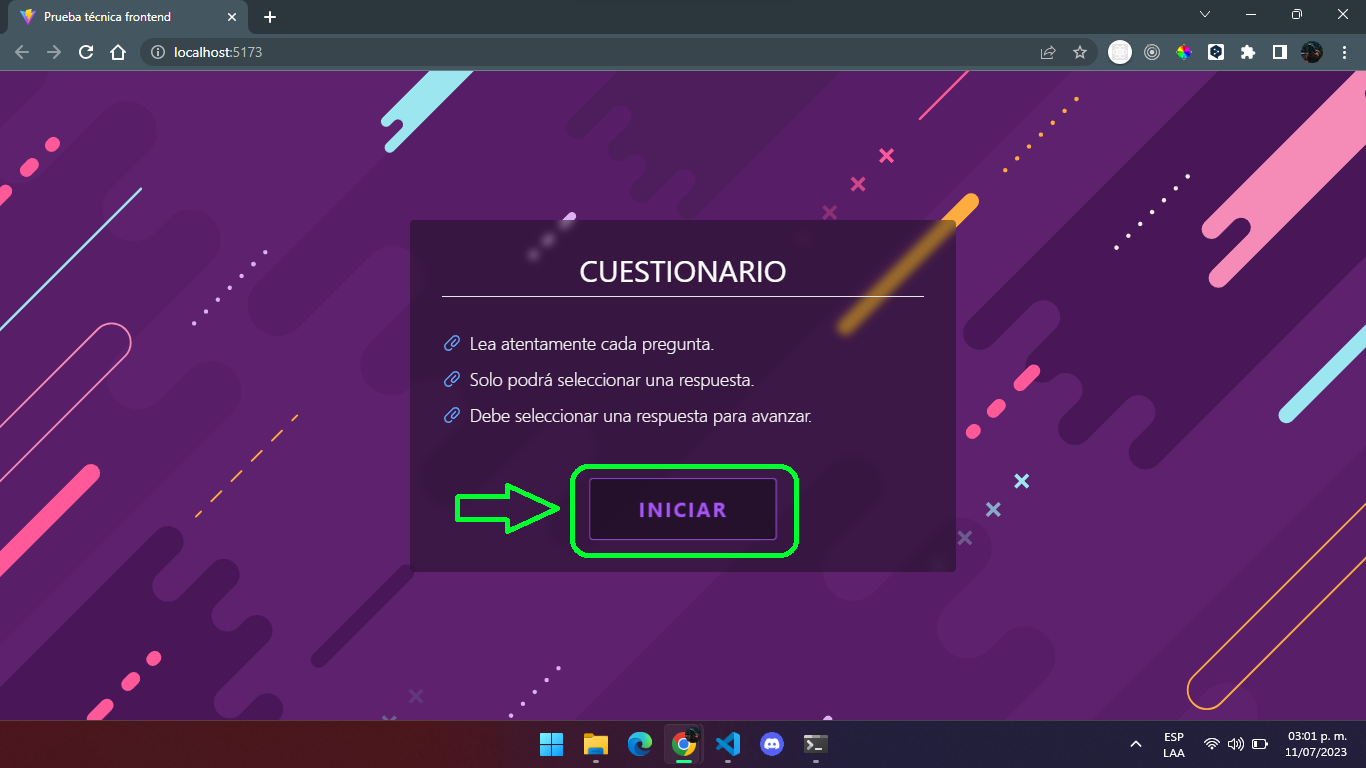 Prueba técnica frontend
localhost:5173
CUESTIONARIO
Lea atentamente cada pregunta.
Solo podrá seleccionar una respuesta.
Debe seleccionar una respuesta para avanzar.
INICIAR
ESP
LAA
03:01 p. m.
11/07/2023